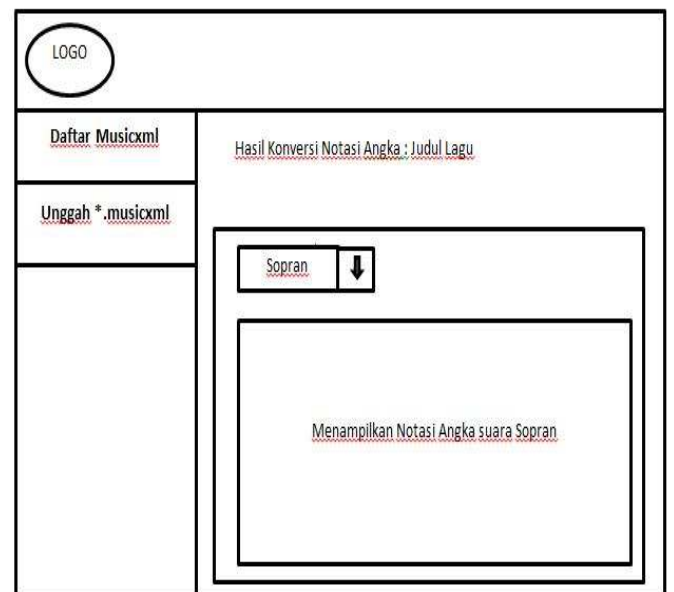 LOGO
Daftar Musicxml
Hasil Konversi Notasi Angka : Judul Lagu
Unggah *.musicxml
Sopran
Menampilkan Notasi Angka suara Sopran